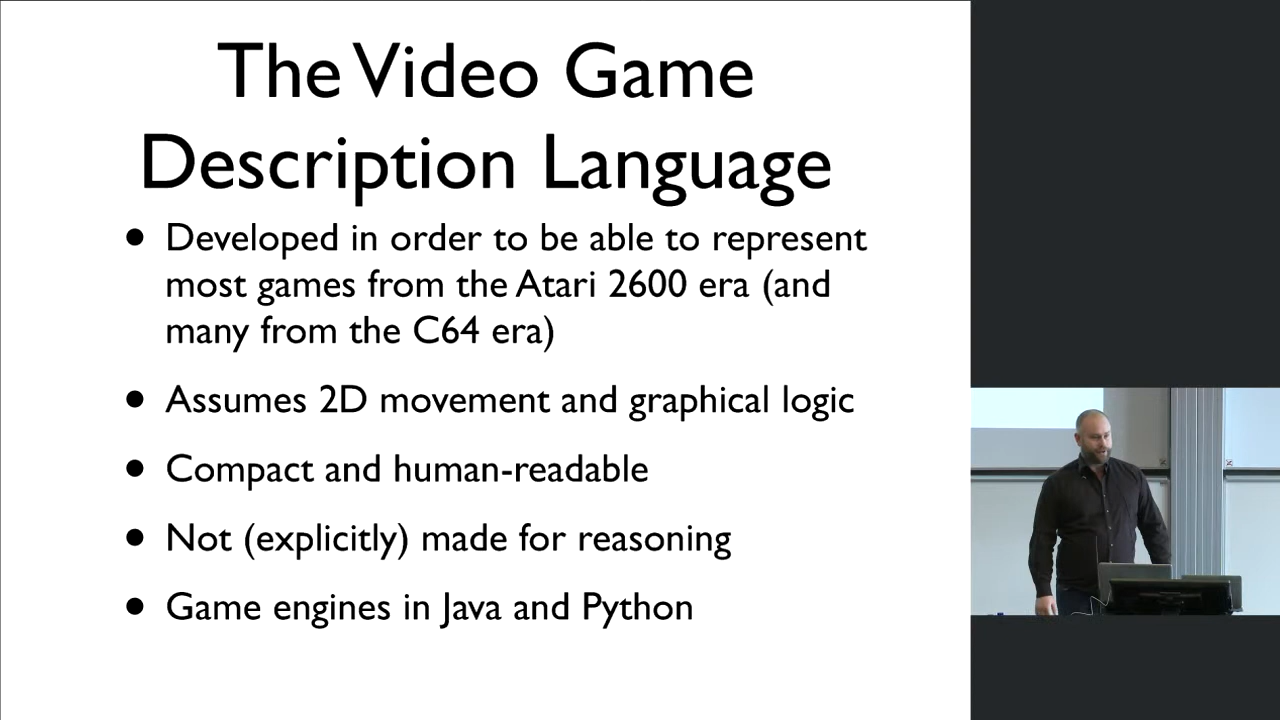 The Video Game
Description Language
• Developed in order to be able to represent
most games from the Atari 2600 era (and
many from the C64 era)
• Assumes 2D movement and graphical logic
• Compact and human-readable
• Not (explicitly) made for reasoning
• Game engines in Java and Python